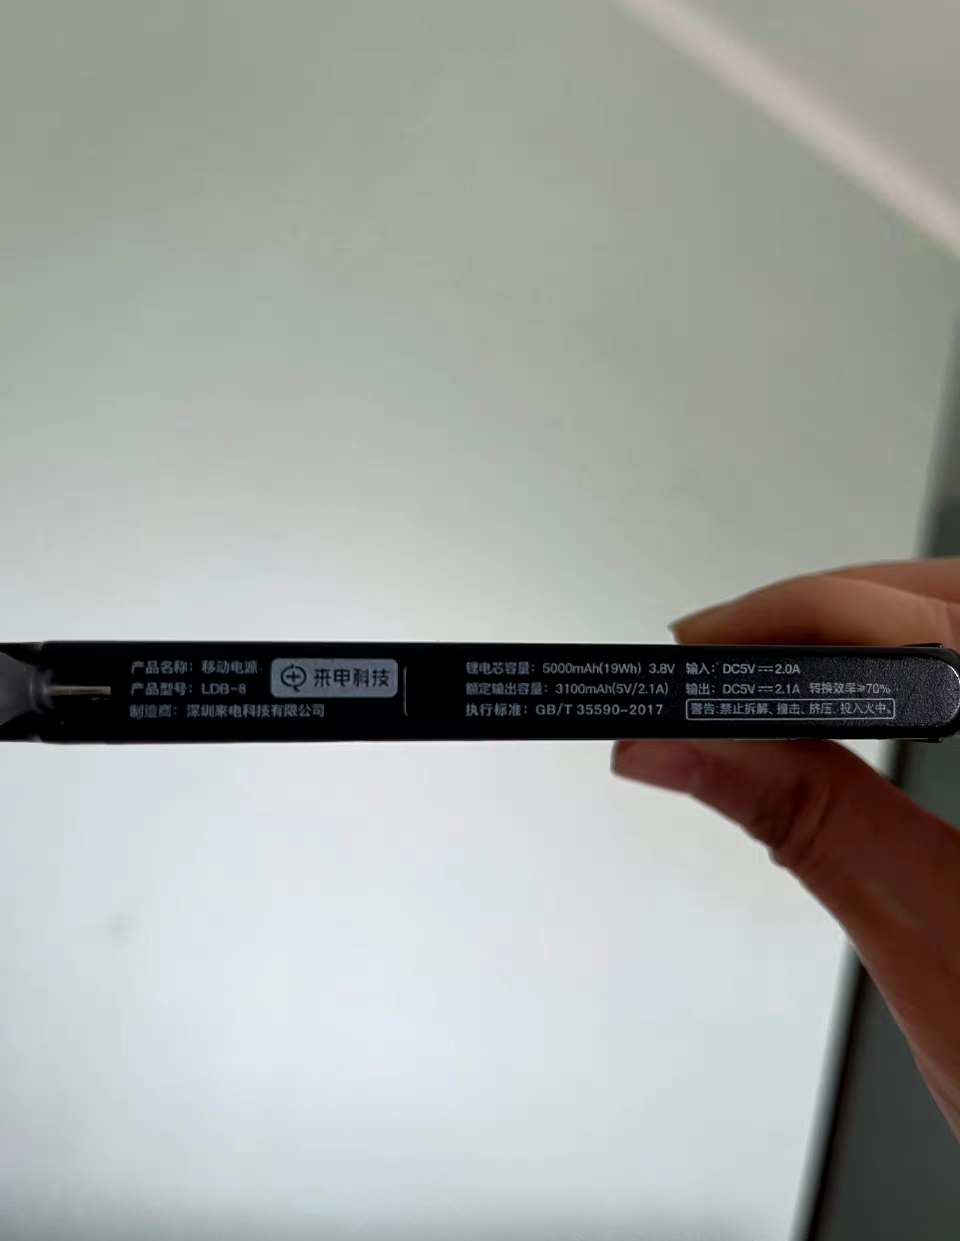 产品名称：移动电源
产品型号：LDB-8
制造商：深圳来电科技有限公司
来电科技
锂电芯容量：5000mAh(19Wh) 3.8V
额定输出容量：3100mAh(5V/2.1A)
执行标准：GB/T 35590-2017
输入：DC5V⎓2.0A
输出：DC5V⎓2.1A 转换效率≥70%
警告:禁止拆解、撞击、挤压、投入火中。